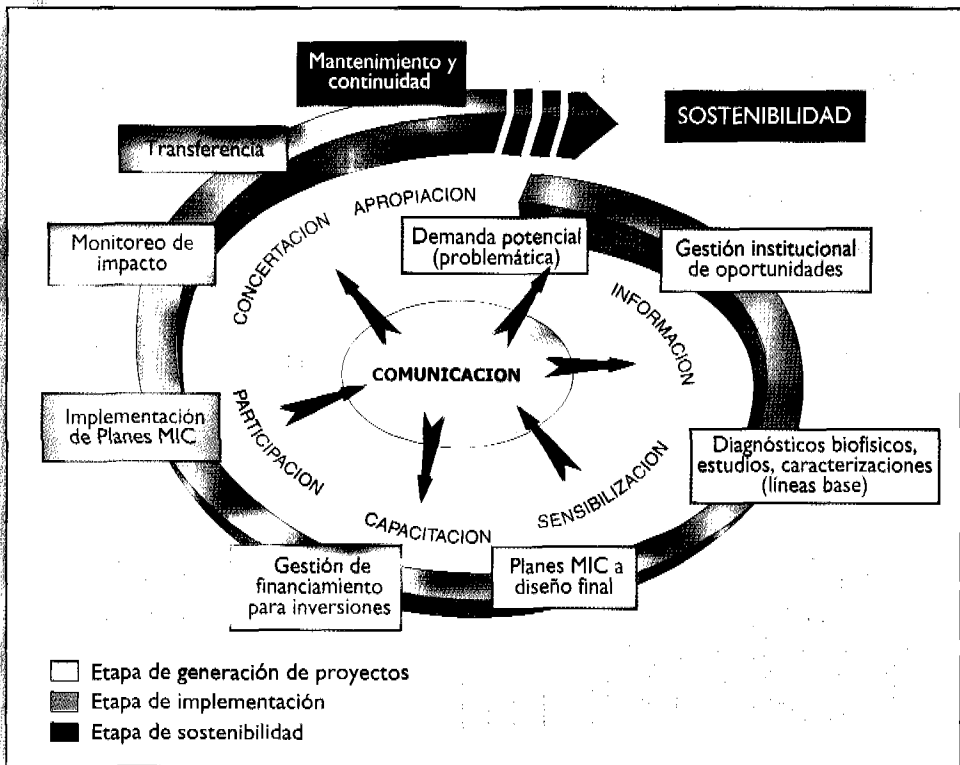 Mantenimiento y
continuidad
SOSTENIBILIDAD
Transferencia
APROPIACION
CONCERTACION
Monitoreo de
impacto
Demanda potencial
(problemática)
Gestión institucional
de oportunidades
INFORMACION
COMUNICACION
Implementación
de Planes MIC
PARTICIPACION
Diagnósticos biofisicos,
estudios, caracterizaciones
(líneas base)
SENSIBILIZACION
CAPACITACION
Gestión de
financiamiento
para inversiones
Planes MIC a
diseño final
Etapa de generación de proyectos
Etapa de implementación
Etapa de sostenibilidad